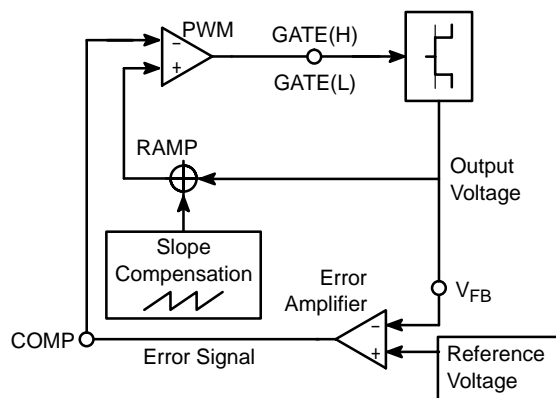 PWM
−
+
GATE(H)
GATE(L)
RAMP
Output
Voltage
Slope
Compensation
Error
Amplifier
VFB
−
+
COMP
Error Signal
Reference
Voltage